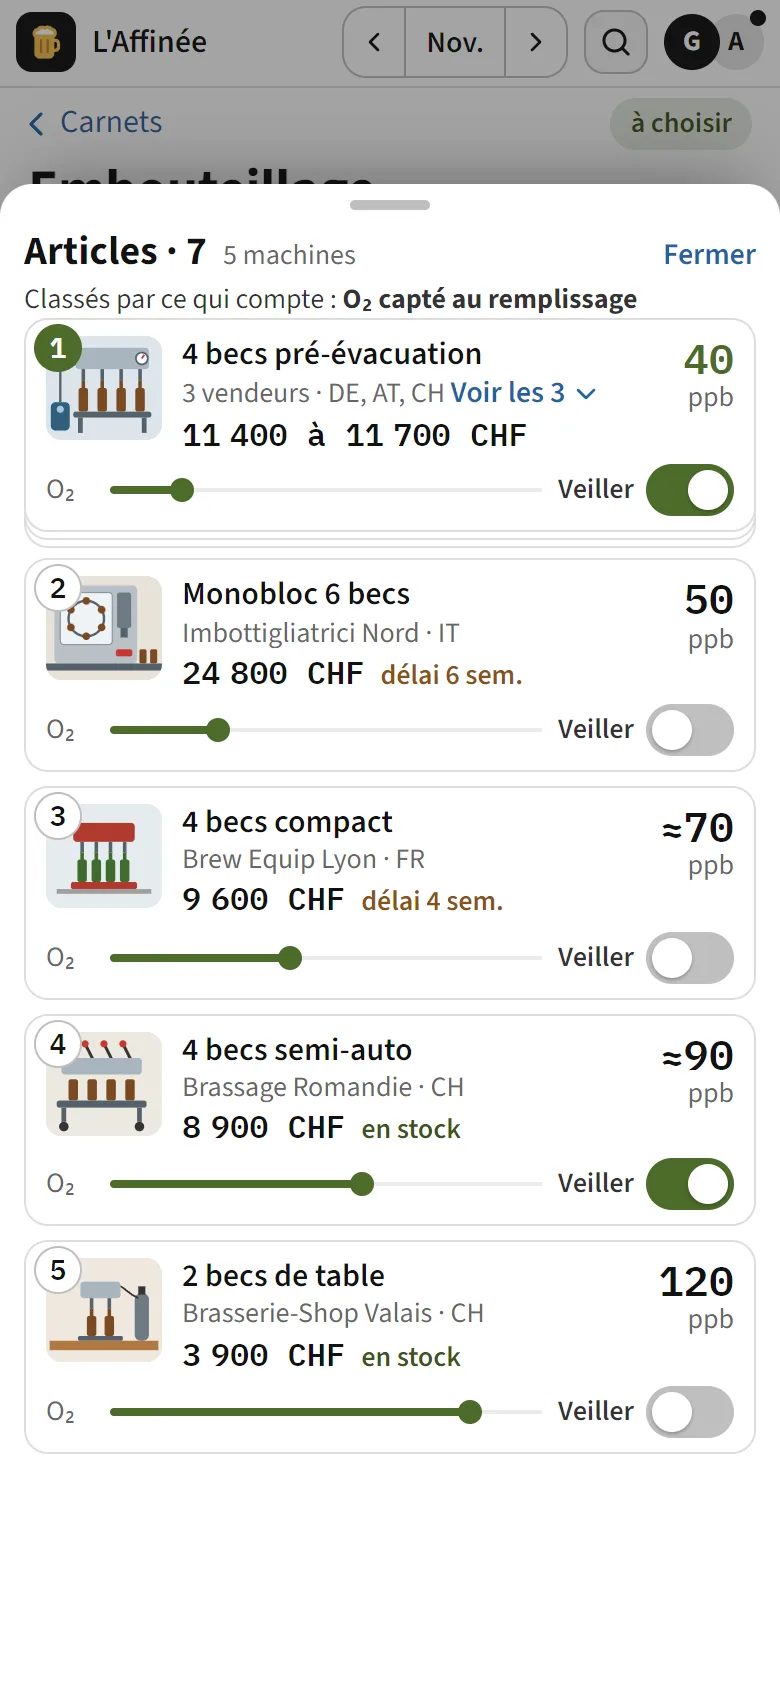 L'Affinée
Nov.
G
A
Carnets
à choisir
Embouteillage
Articles · 7 5 machines
Fermer
Classés par ce qui compte : O₂ capté au remplissage
1
4 becs pré-évacuation
3 vendeurs · DE, AT, CH Voir les 3
11 400 à 11 700 CHF
40
ppb
O₂
Veiller
2
Monobloc 6 becs
Imbottigliatrici Nord · IT
24 800 CHF délai 6 sem.
50
ppb
O₂
Veiller
3
4 becs compact
Brew Equip Lyon · FR
9 600 CHF délai 4 sem.
≈70
ppb
O₂
Veiller
4
4 becs semi-auto
Brassage Romandie · CH
8 900 CHF en stock
≈90
ppb
O₂
Veiller
5
2 becs de table
Brasserie-Shop Valais · CH
3 900 CHF en stock
120
ppb
O₂
Veiller